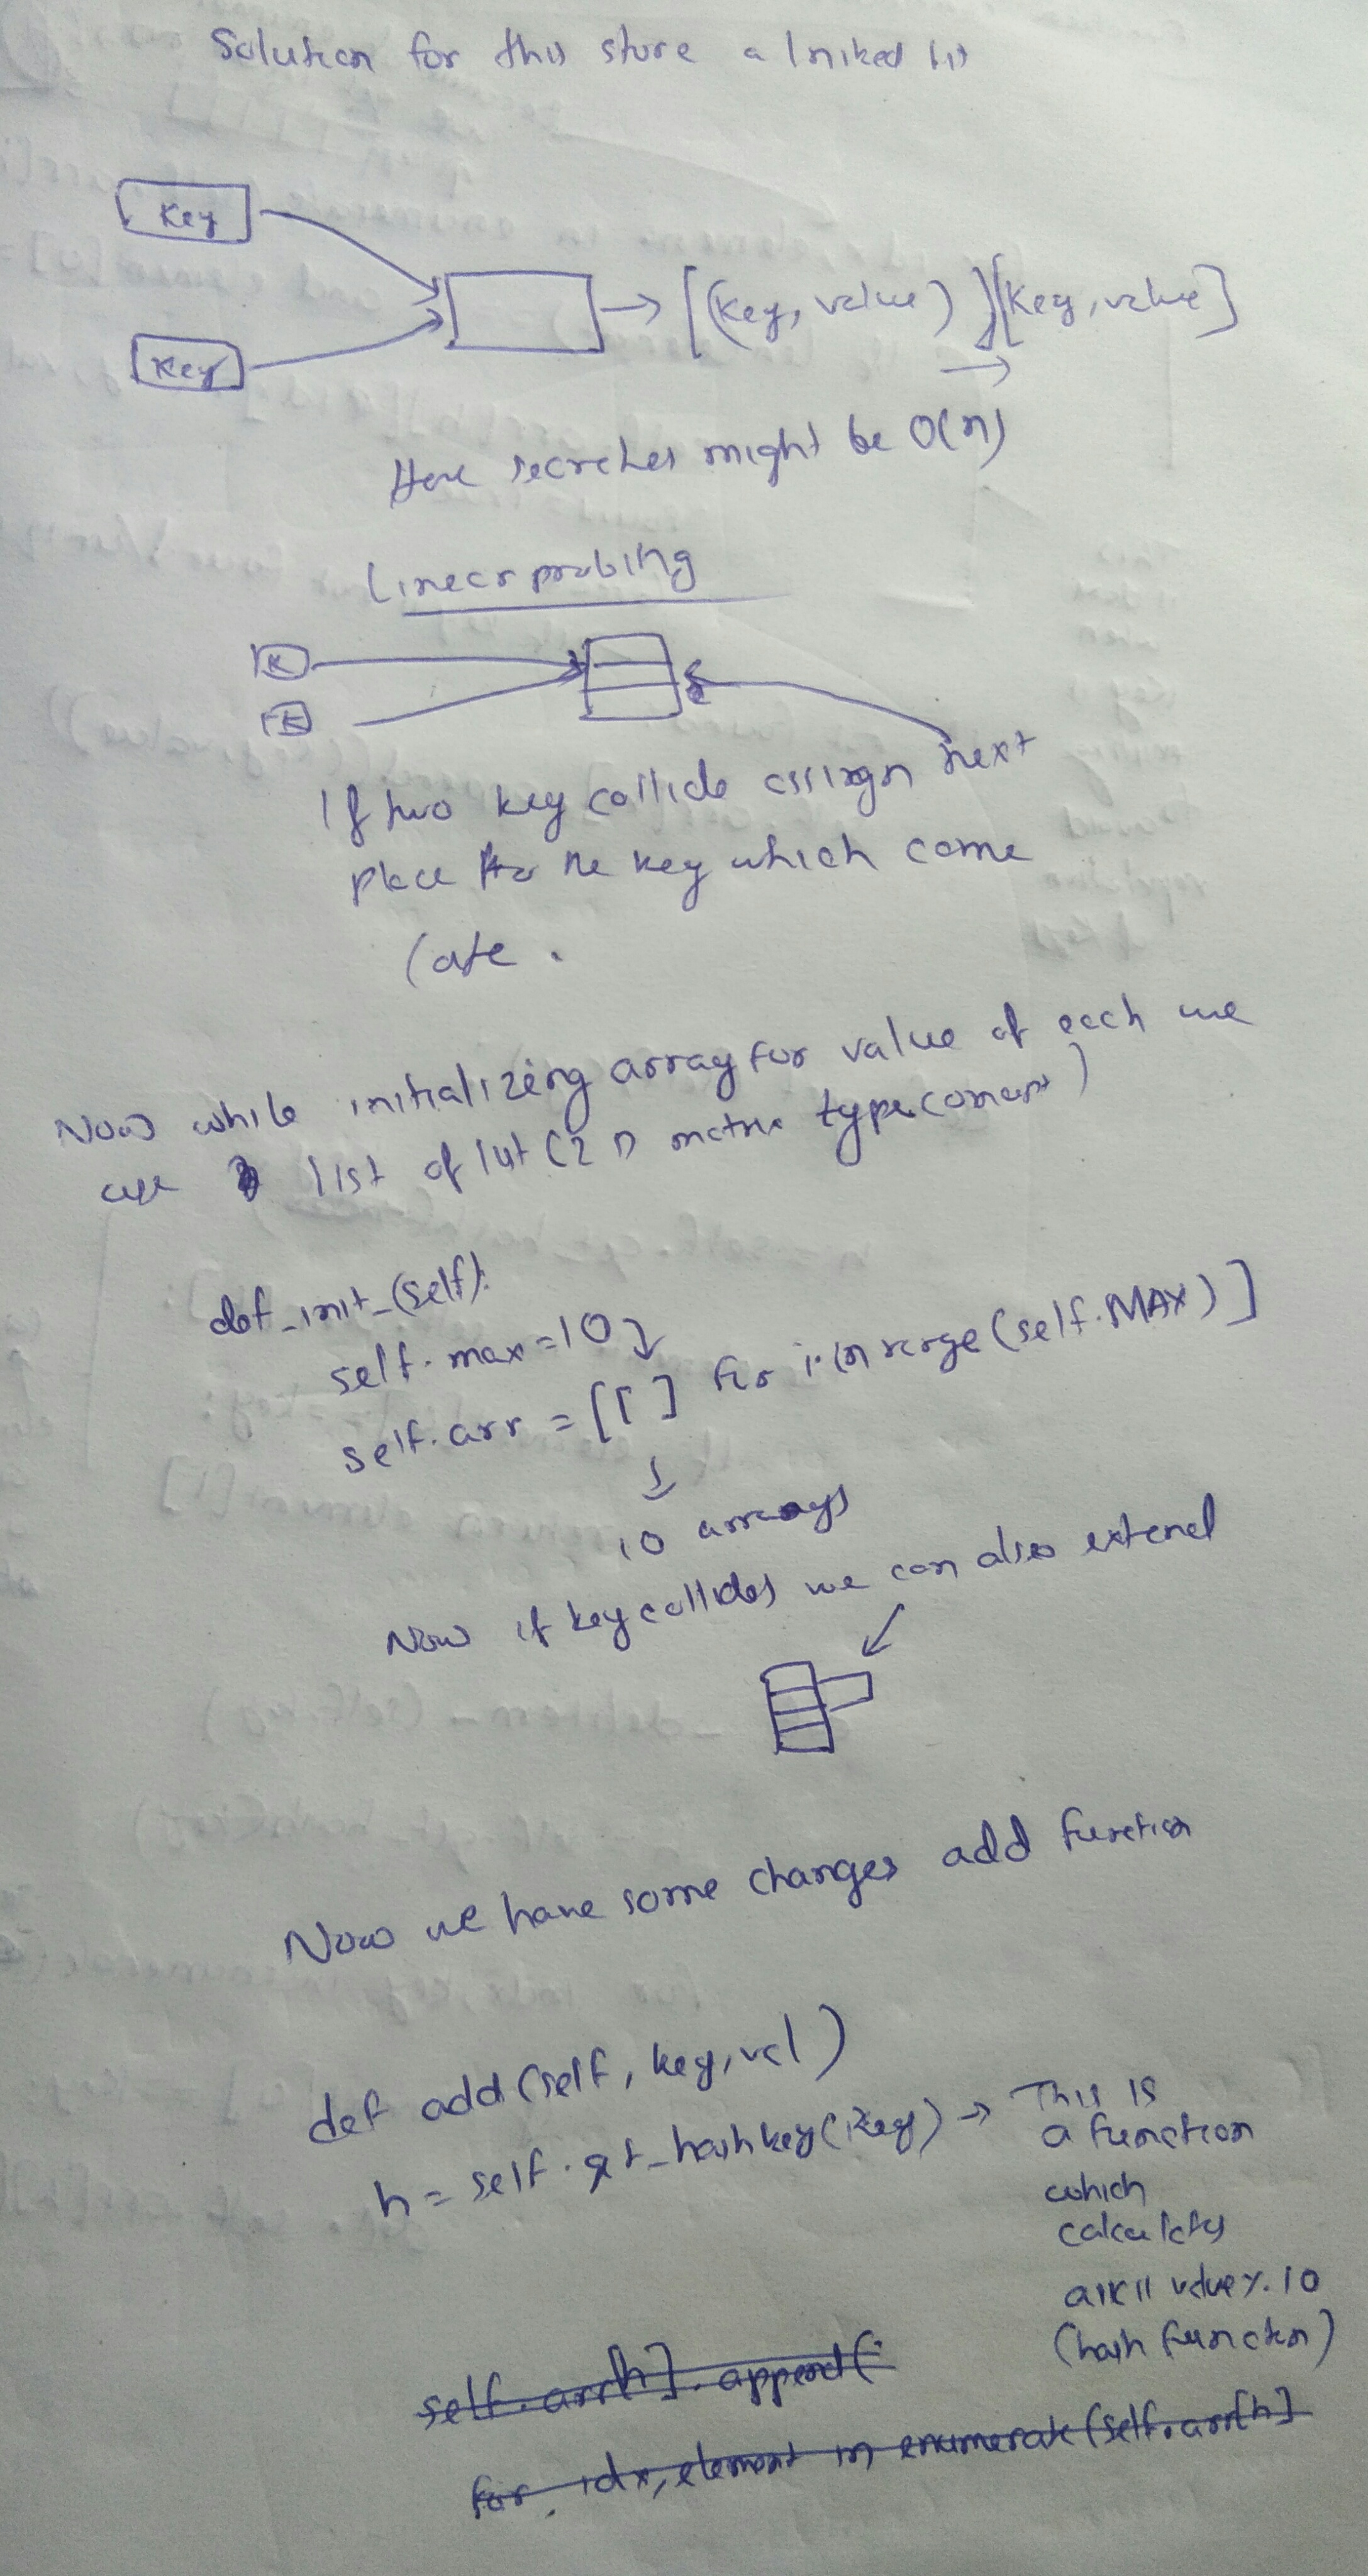 Solution for this store a linked lis
Key
Key
→ [(Key, value)][Key, value]
Here searches might be O(n)
Linear probing
K
K
If two key collide assign next
place for the key which come
late.
Now while initializing array for value of each we
use list of list (2D matrix type concept)
def _init_(self):
self.max=10
self.arr = [[] for i in range(self.MAX)]
10 arrays
Now if key collides we can also extend
Now we have some changes add function
def add(self, key, val)
h = self.get_hashkey(key) → This is
a function
which
calculates
ascii value % 10
(hash function)
self.arr[h].append(
for idx, element in enumerate(self.arr[h]